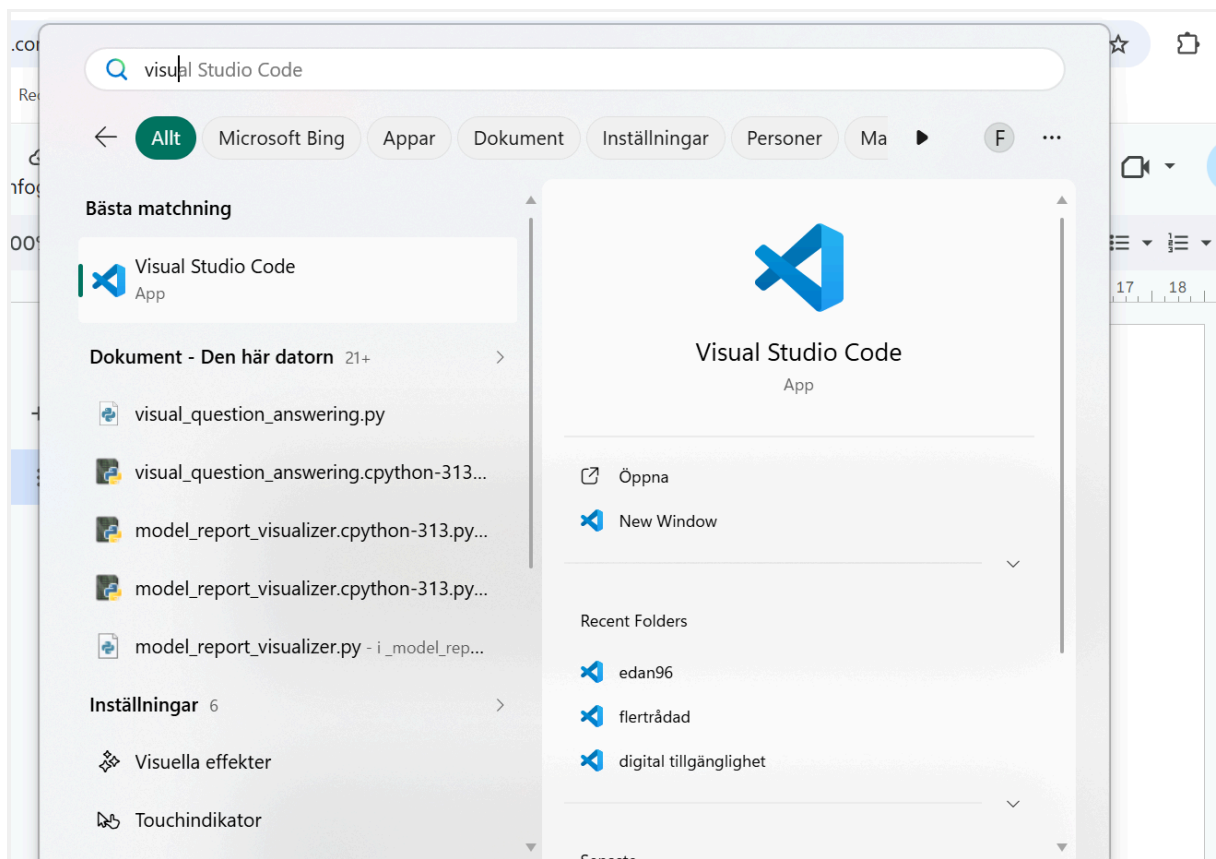 .co
visual Studio Code
Rec
Allt
Microsoft Bing
Appar
Dokument
Inställningar
Personer
Ma
F
Bästa matchning
Visual Studio Code
App
Dokument - Den här datorn 21+
visual_question_answering.py
visual_question_answering.cpython-313...
model_report_visualizer.cpython-313.py...
model_report_visualizer.cpython-313.py...
model_report_visualizer.py - i _model_rep...
Inställningar 6
Visuella effekter
Touchindikator
Visual Studio Code
App
Öppna
New Window
Recent Folders
edan96
flertrådad
digital tillgänglighet
17 18